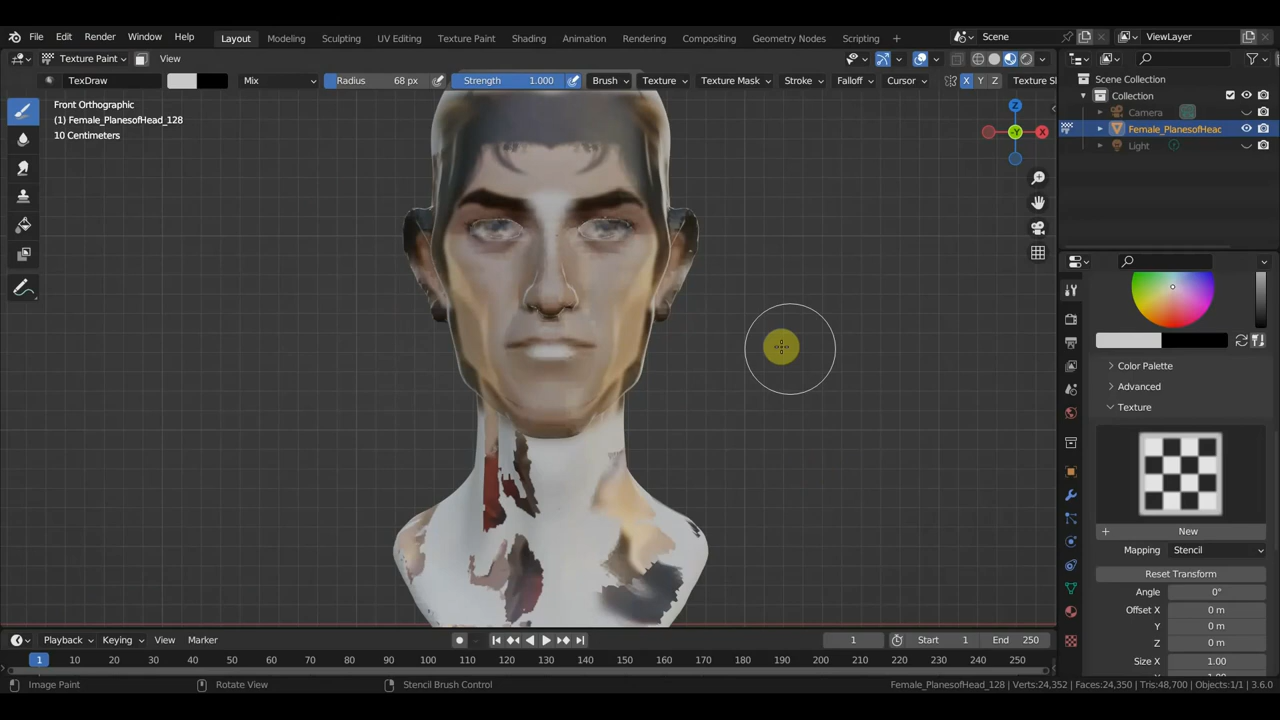 File Edit Render Window Help Layout Modeling Sculpting UV Editing Texture Paint Shading Animation Rendering Compositing Geometry Nodes Scripting + Scene ViewLayer
Texture Paint View
TexDraw Mix Radius 68 px Strength 1.000 Brush Texture Texture Mask Stroke Falloff Cursor X Y Z Texture Sl
Front Orthographic
(1) Female_PlanesofHead_128
10 Centimeters
Z
-Y
X
Scene Collection
Collection
Camera
Female_PlanesofHeac
Light
Color Palette
Advanced
Texture
+ New
Mapping Stencil
Reset Transform
Angle 0°
Offset X 0 m
Y 0 m
Z 0 m
Size X 1.00
Playback Keying View Marker 1 Start 1 End 250
1 10 20 30 40 50 60 70 80 90 100 110 120 130 140 150 160 170 180 190 200 210 220 230 240 250
Image Paint Rotate View Stencil Brush Control Female_PlanesofHead_128 | Verts:24,352 | Faces:24,350 | Tris:48,700 | Objects:1/1 | 3.6.0